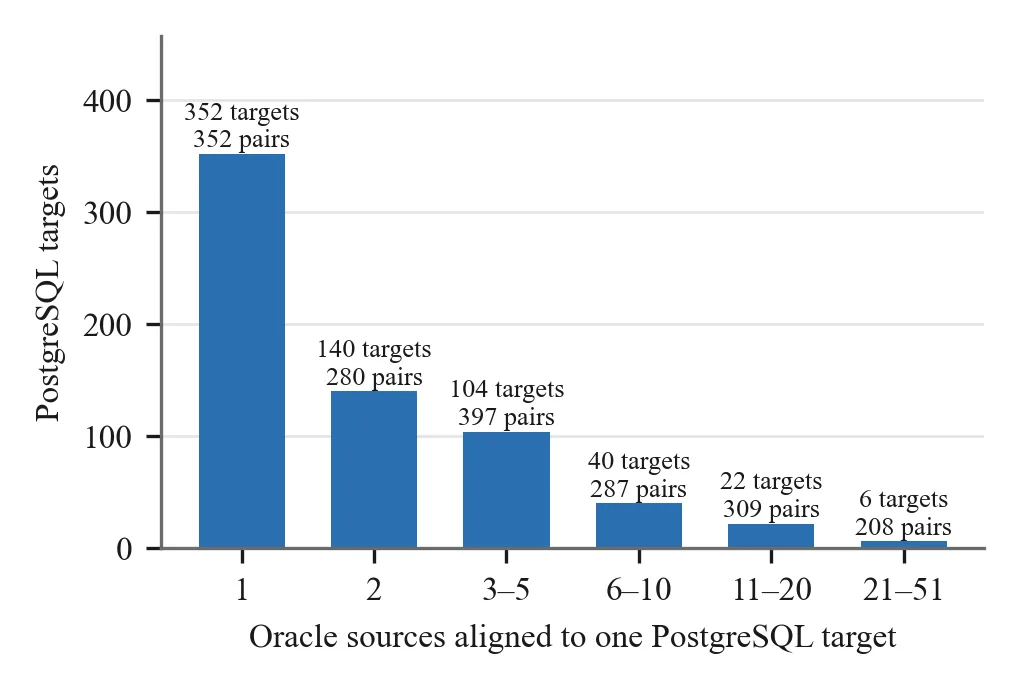 PostgreSQL targets
400
300
200
100
0
352 targets
352 pairs
140 targets
280 pairs
104 targets
397 pairs
40 targets
287 pairs
22 targets
309 pairs
6 targets
208 pairs
1
2
3–5
6–10
11–20
21–51
Oracle sources aligned to one PostgreSQL target